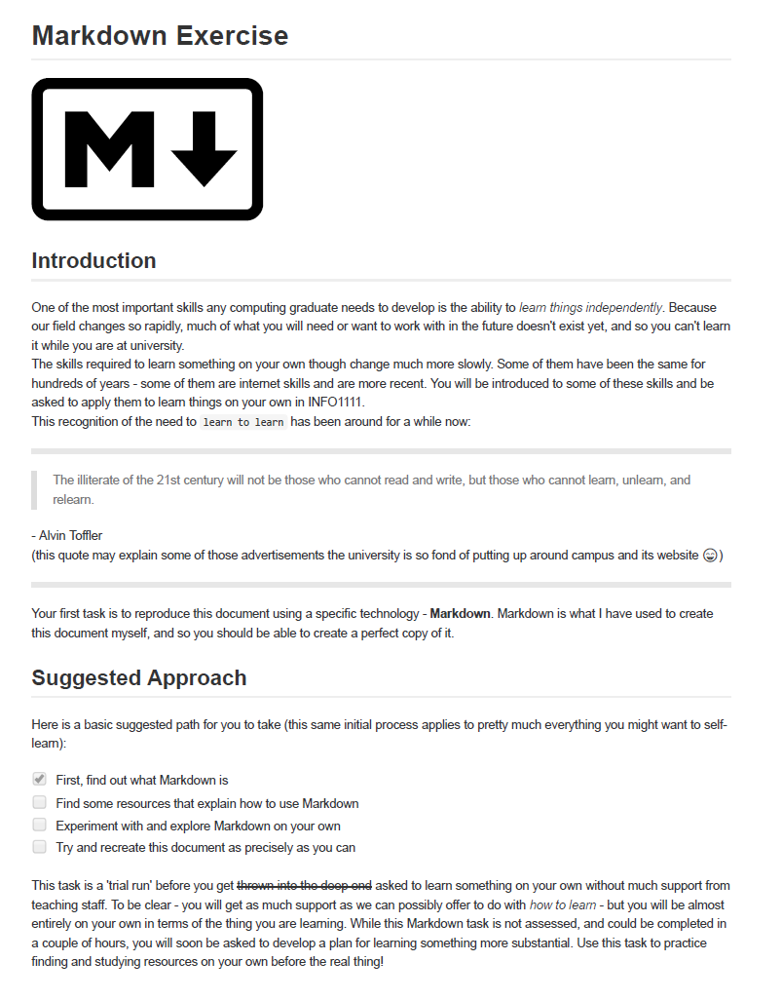 Markdown Exercise
M
Introduction
One of the most important skills any computing graduate needs to develop is the ability to learn things independently. Because
our field changes so rapidly, much of what you will need or want to work with in the future doesn't exist yet, and so you can't learn
it while you are at university.
The skills required to learn something on your own though change much more slowly. Some of them have been the same for
hundreds of years - some of them are internet skills and are more recent. You will be introduced to some of these skills and be
asked to apply them to learn things on your own in INFO1111.
This recognition of the need to learn to learn has been around for a while now:
The illiterate of the 21st century will not be those who cannot read and write, but those who cannot learn, unlearn, and
relearn.
- Alvin Toffler
(this quote may explain some of those advertisements the university is so fond of putting up around campus and its website 😄)
Your first task is to reproduce this document using a specific technology - Markdown. Markdown is what I have used to create
this document myself, and so you should be able to create a perfect copy of it.
Suggested Approach
Here is a basic suggested path for you to take (this same initial process applies to pretty much everything you might want to self-
learn):
First, find out what Markdown is
Find some resources that explain how to use Markdown
Experiment with and explore Markdown on your own
Try and recreate this document as precisely as you can
This task is a 'trial run' before you get thrown into the deep end asked to learn something on your own without much support from
teaching staff. To be clear - you will get as much support as we can possibly offer to do with how to learn - but you will be almost
entirely on your own in terms of the thing you are learning. While this Markdown task is not assessed, and could be completed in
a couple of hours, you will soon be asked to develop a plan for learning something more substantial. Use this task to practice
finding and studying resources on your own before the real thing!